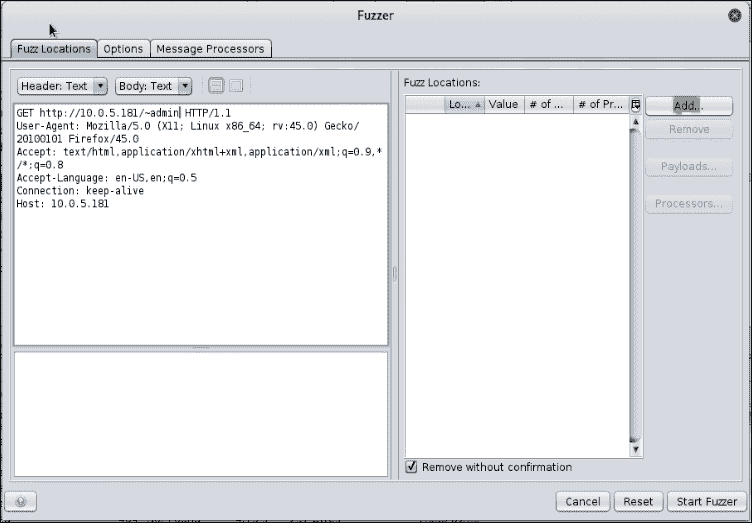 Fuzzer
Fuzz Locations Options Message Processors
Header: Text Body: Text
GET http://10.0.5.181/~admin HTTP/1.1
User-Agent: Mozilla/5.0 (X11; Linux x86_64; rv:45.0) Gecko/
20100101 Firefox/45.0
Accept: text/html,application/xhtml+xml,application/xml;q=0.9,*
/*;q=0.8
Accept-Language: en-US,en;q=0.5
Connection: keep-alive
Host: 10.0.5.181
Fuzz Locations:
Lo... Value # of ... # of Pr...
Add...
Remove
Payloads...
Processors...
Remove without confirmation
Cancel Reset Start Fuzzer